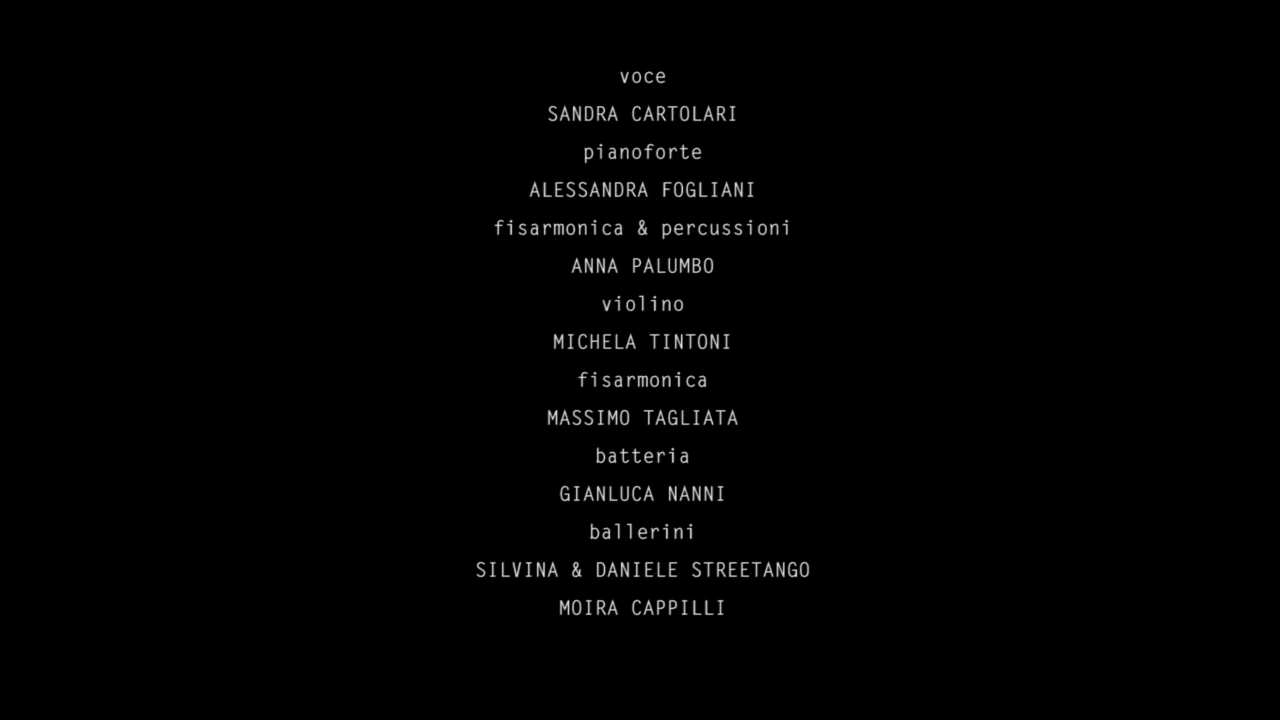 voce
SANDRA CARTOLARI
pianoforte
ALESSANDRA FOGLIANI
fisarmonica & percussioni
ANNA PALUMBO
violino
MICHELA TINTONI
fisarmonica
MASSIMO TAGLIATA
batteria
GIANLUCA NANNI
ballerini
SILVINA & DANIELE STREETANGO
MOIRA CAPPILLI